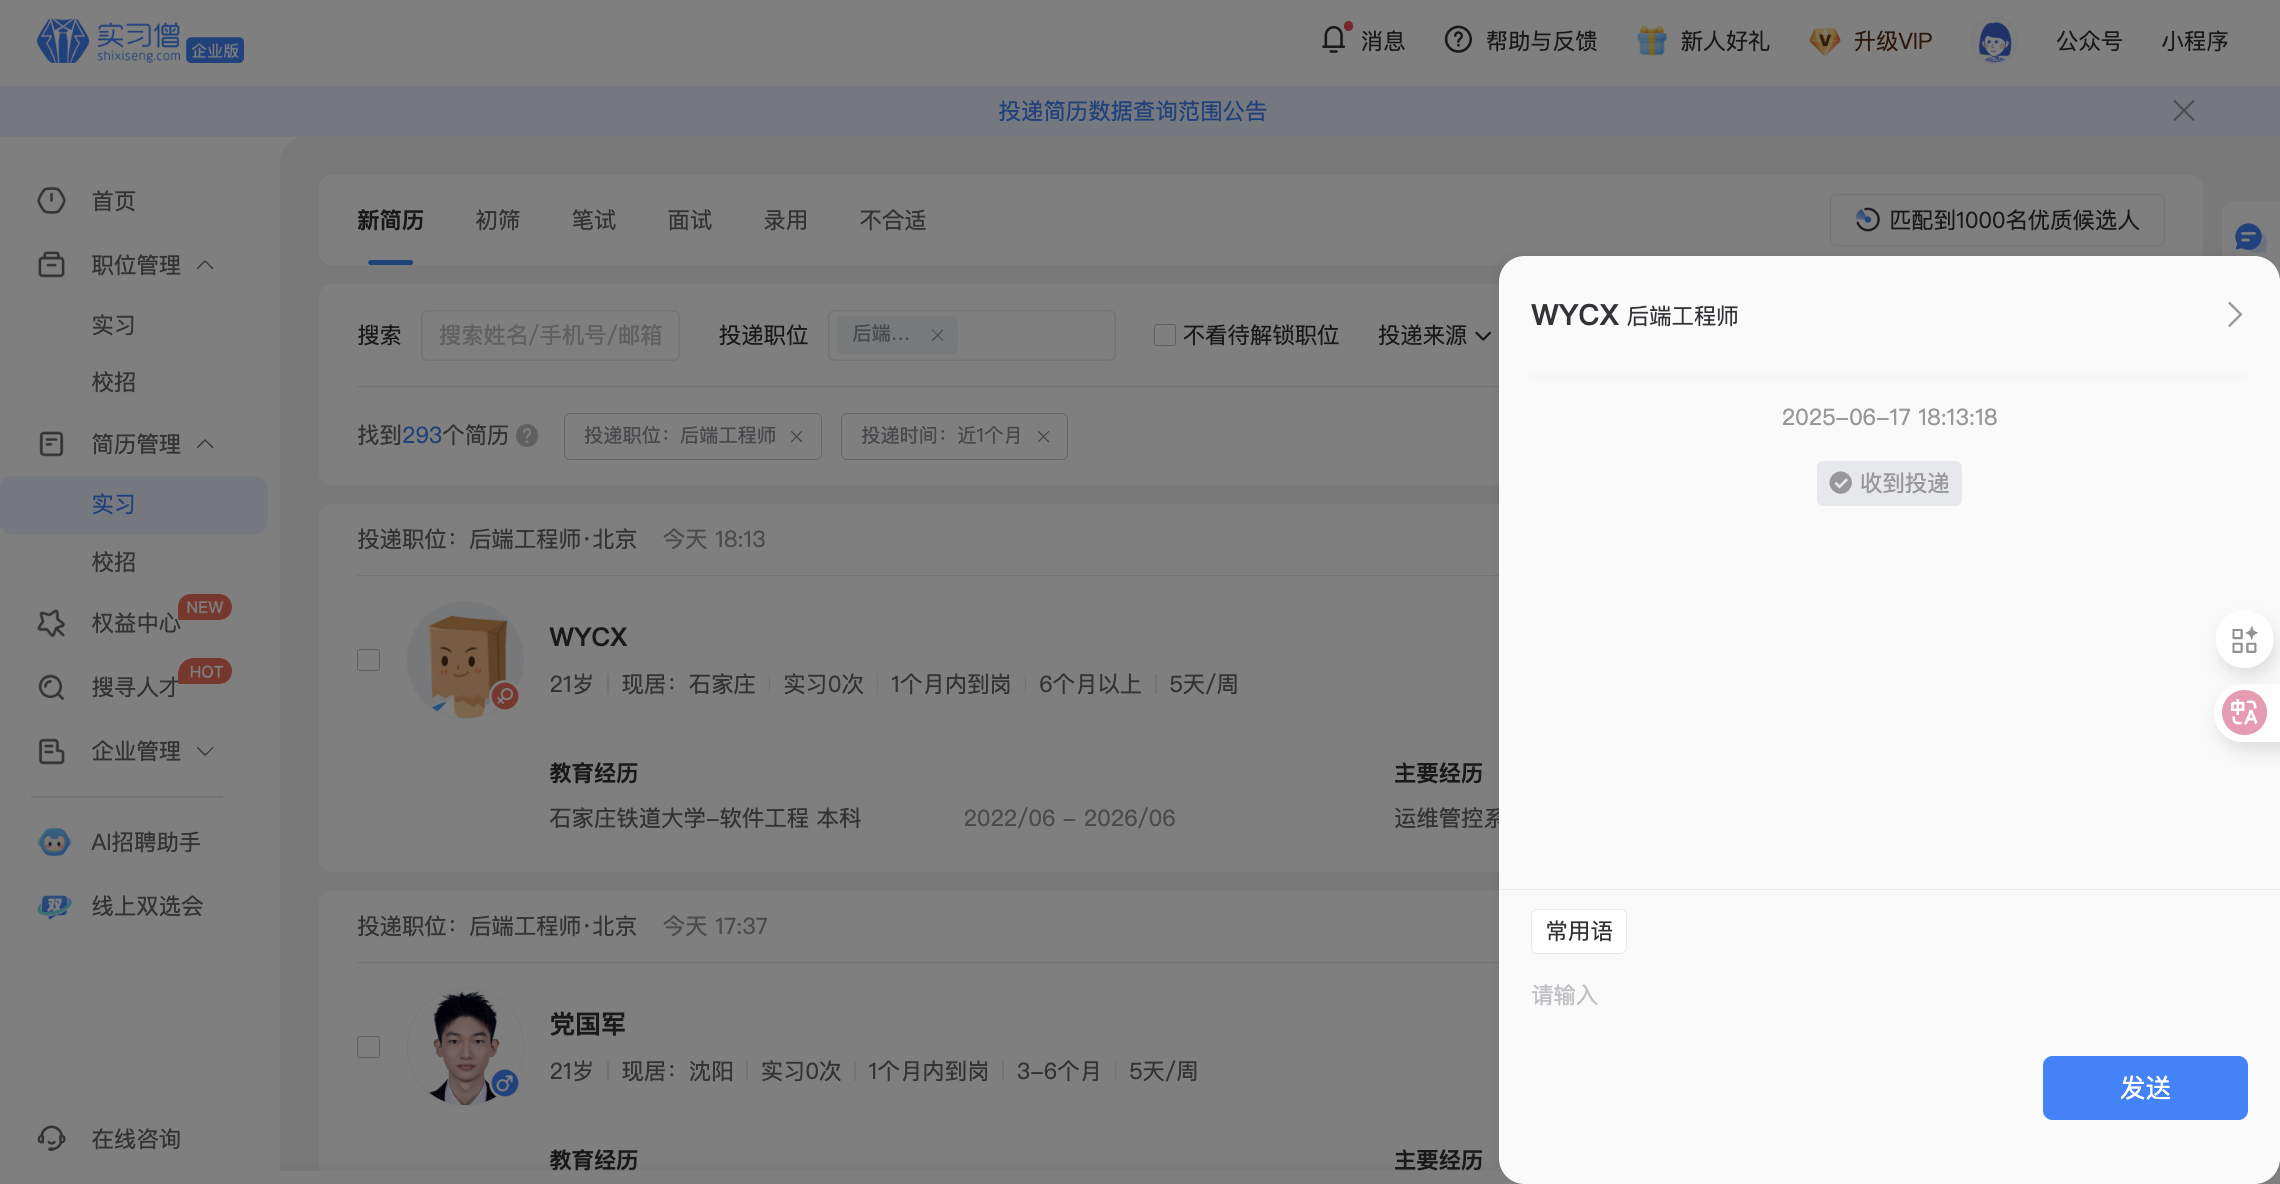 实习僧
shixiseng.com
企业版
消息
帮助与反馈
新人好礼
升级VIP
公众号
小程序
投递简历数据查询范围公告
首页
职位管理
实习
校招
简历管理
实习
校招
权益中心
NEW
搜寻人才
HOT
企业管理
AI招聘助手
双
线上双选会
在线咨询
新简历
初筛
笔试
面试
录用
不合适
匹配到1000名优质候选人
搜索
搜索姓名/手机号/邮箱
投递职位
后端...
不看待解锁职位
投递来源
找到293个简历
投递职位：后端工程师
投递时间：近1个月
投递职位：后端工程师·北京 今天 18:13
WYCX
21岁 现居：石家庄 实习0次 1个月内到岗 6个月以上 5天/周
教育经历
主要经历
石家庄铁道大学-软件工程 本科 2022/06 - 2026/06
运维管控系
投递职位：后端工程师·北京 今天 17:37
党国军
21岁 现居：沈阳 实习0次 1个月内到岗 3-6个月 5天/周
教育经历
主要经历
WYCX 后端工程师
2025-06-17 18:13:18
收到投递
中A
常用语
请输入
发送